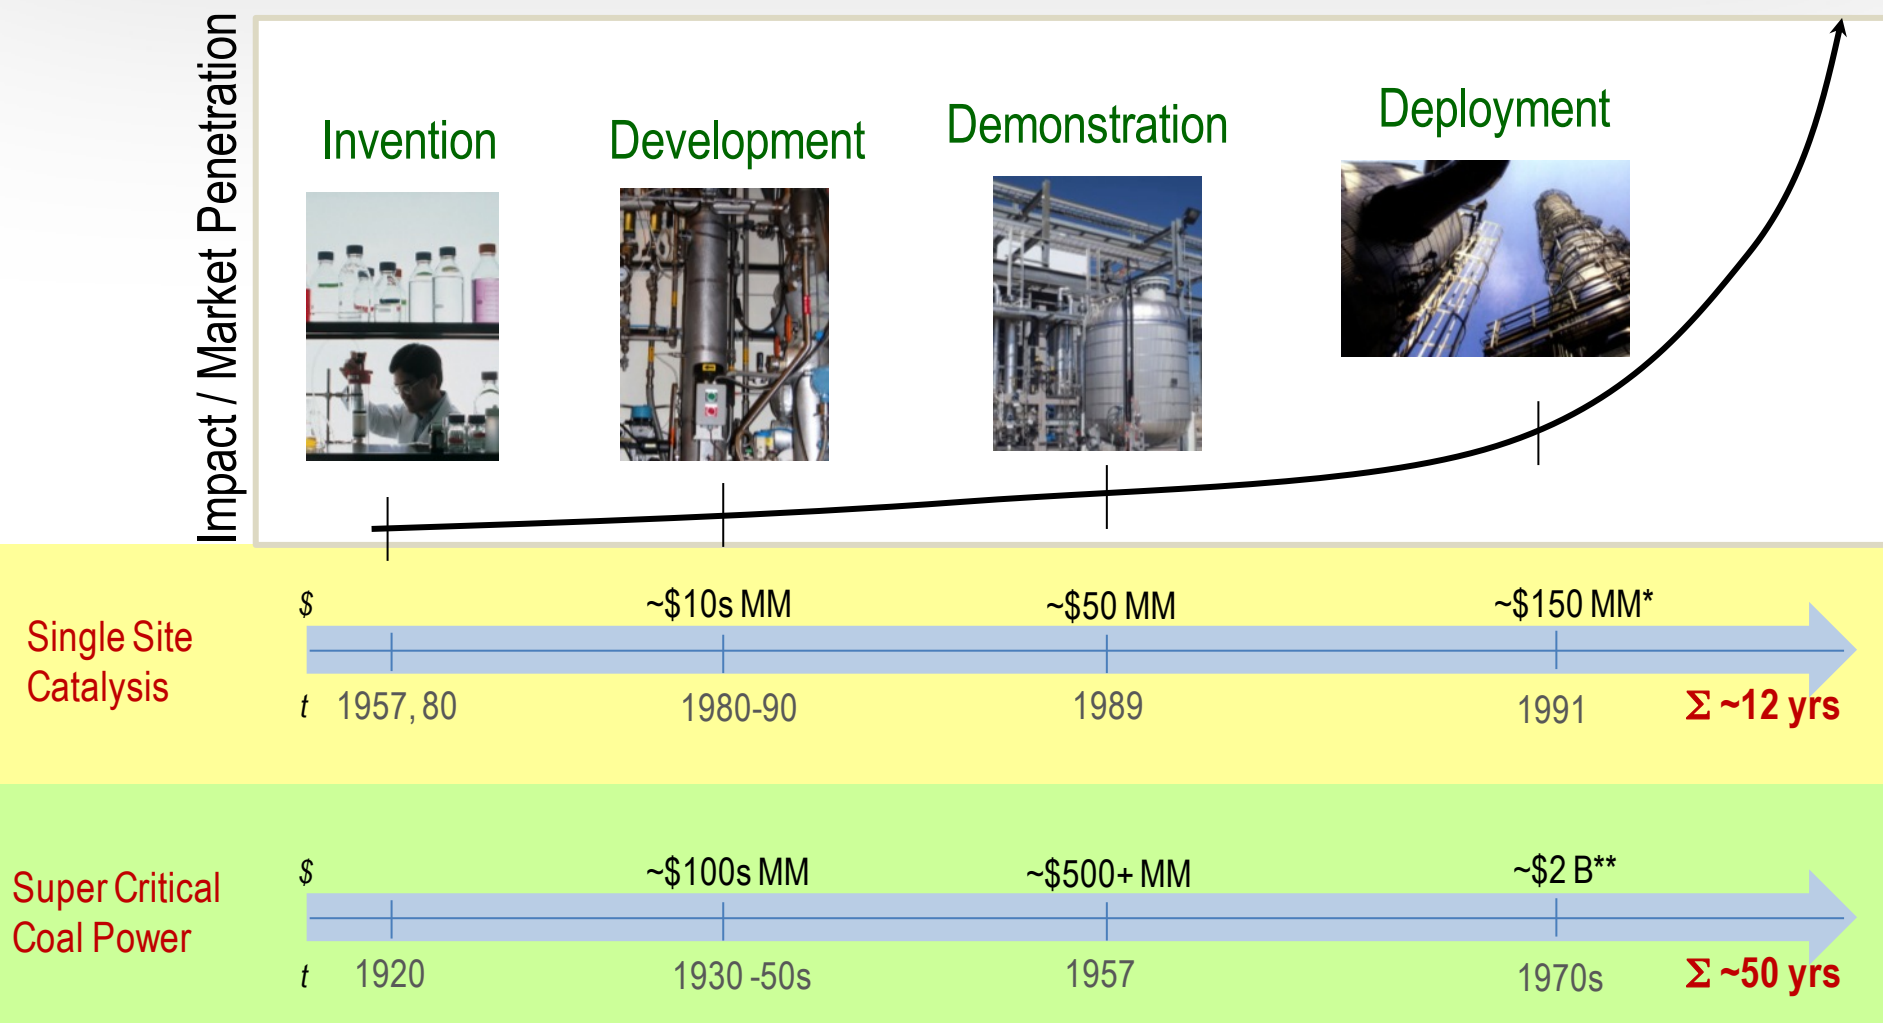 Impact / Market Penetration
Invention
Development
Demonstration
Deployment
Single Site
Catalysis
$
~$10s MM
~$50 MM
~$150 MM*
t
1957, 80
1980-90
1989
1991
Σ ~12 yrs
Super Critical
Coal Power
$
~$100s MM
~$500+ MM
~$2 B**
t
1920
1930 -50s
1957
1970s
Σ ~50 yrs